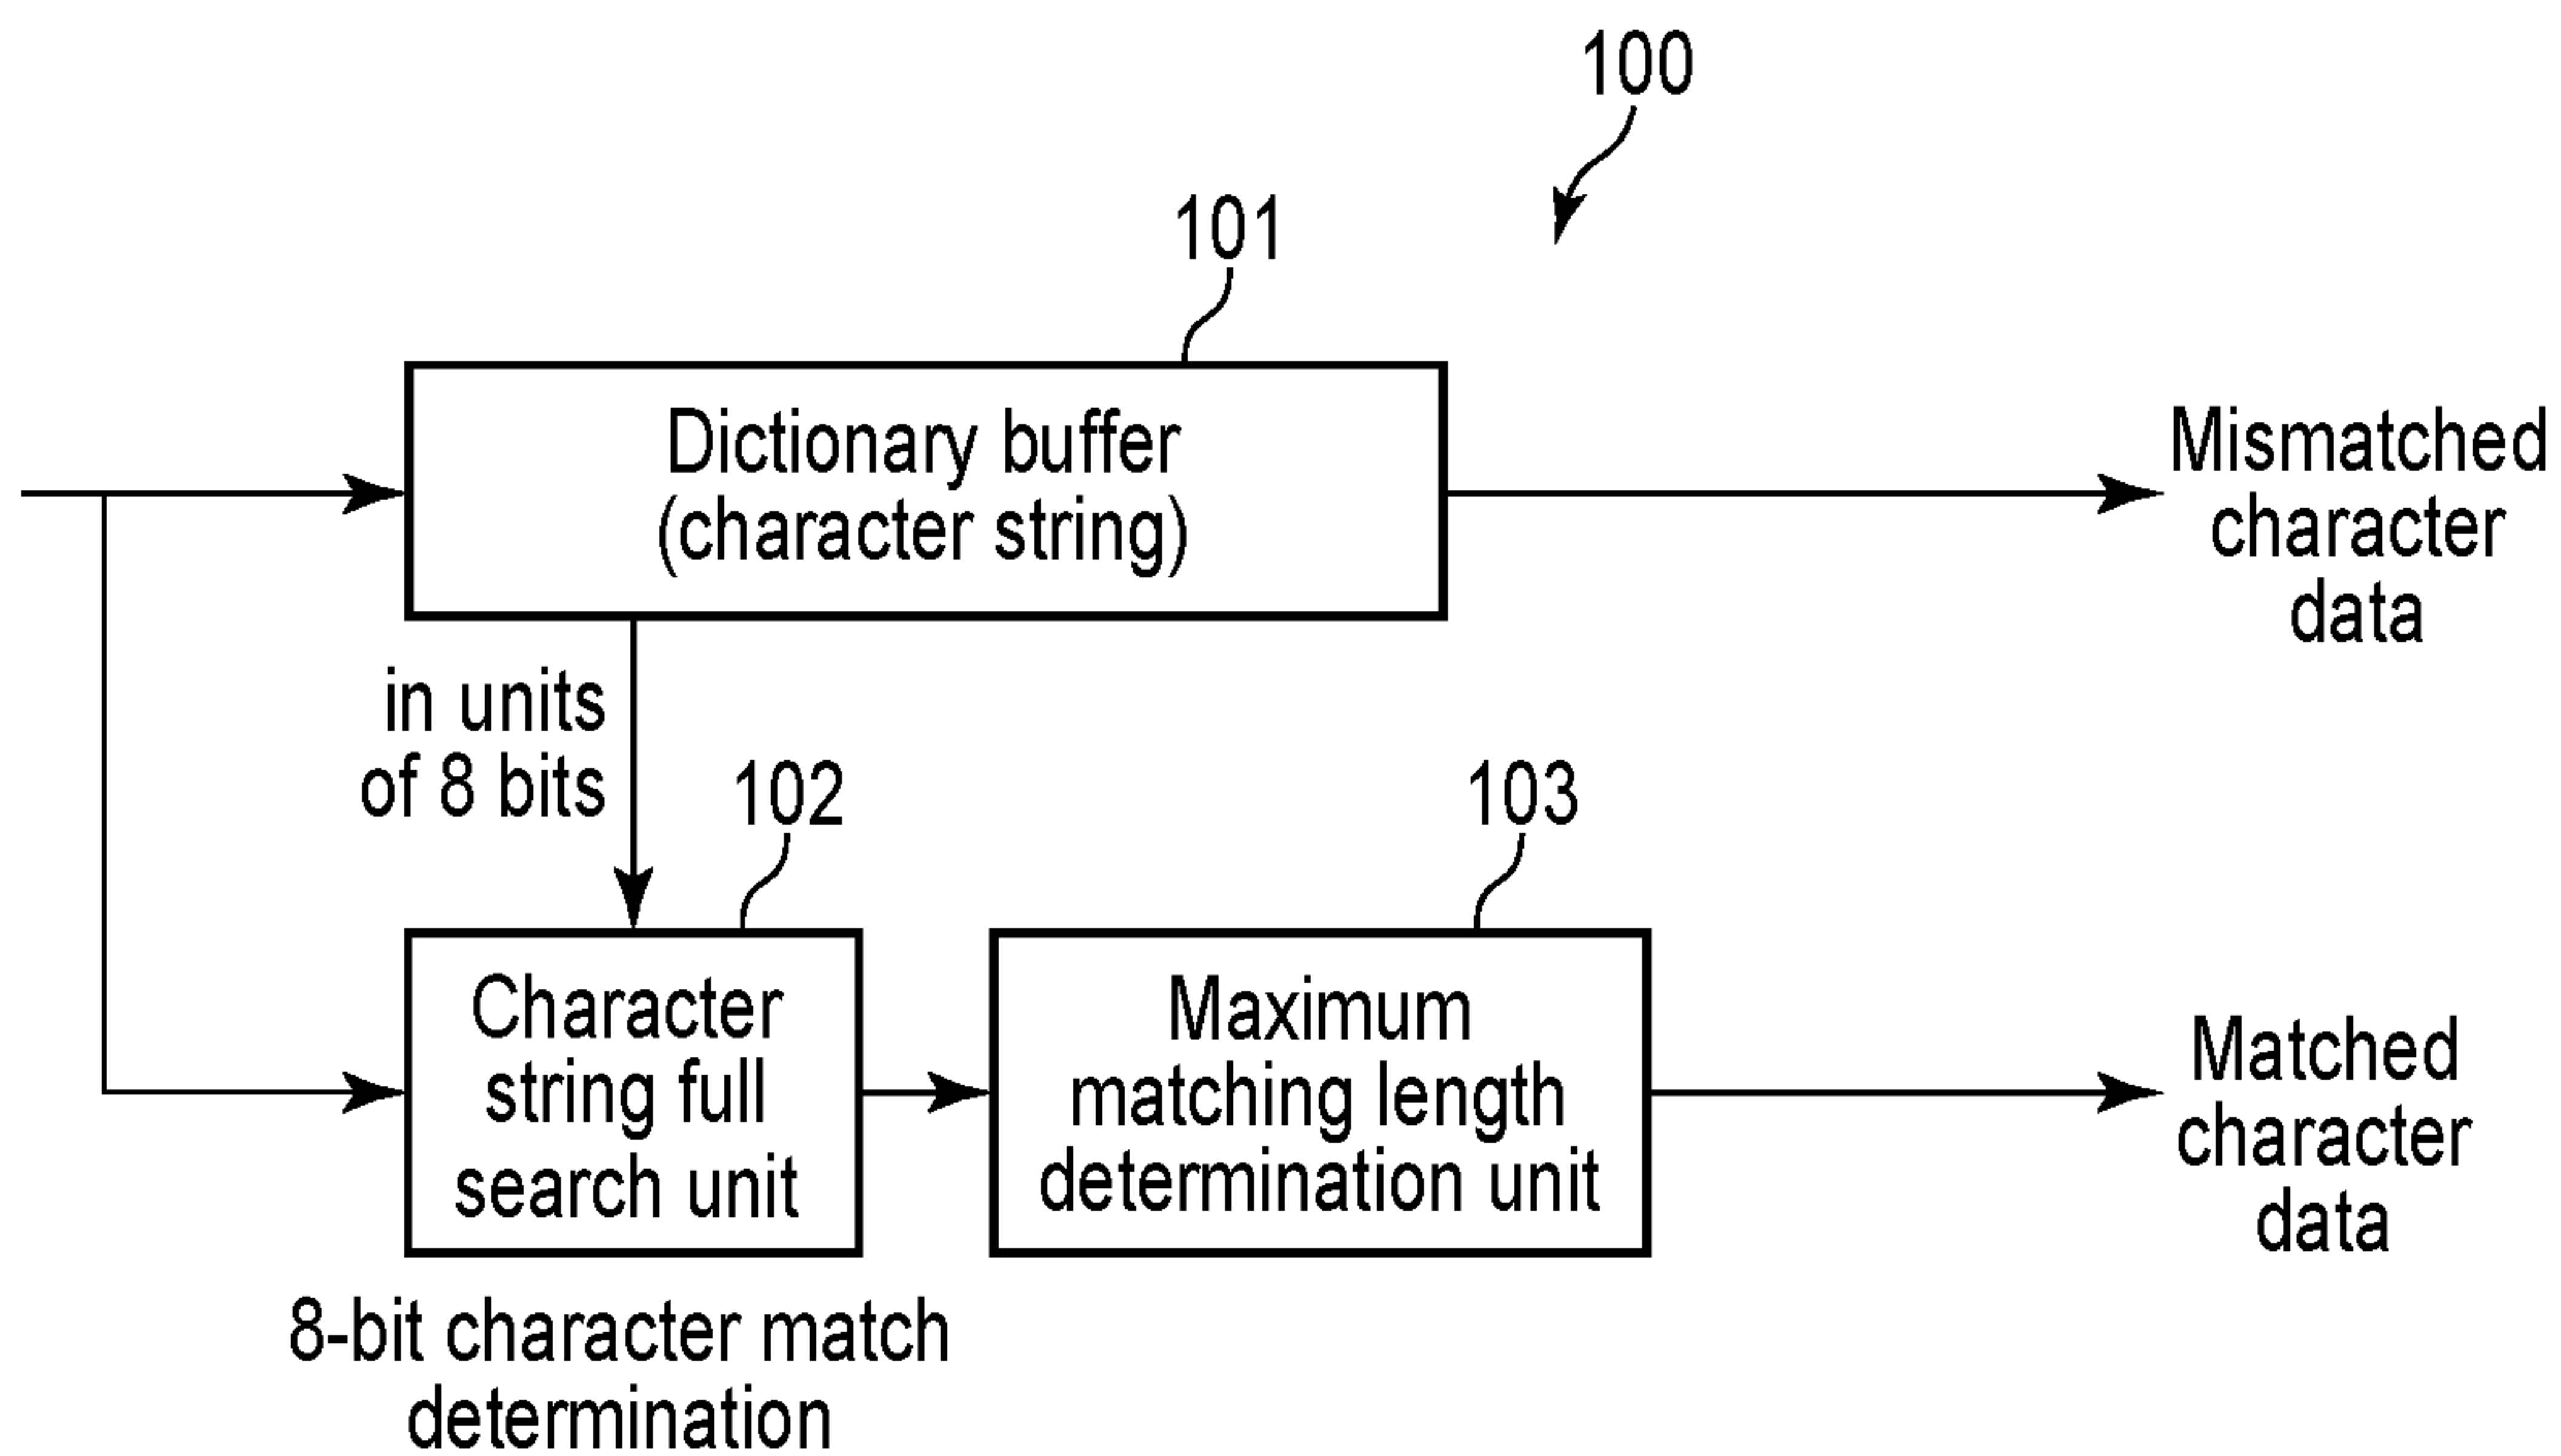 100
101
Dictionary buffer
(character string)
Mismatched
character
data
in units
of 8 bits
102
103
Character
string full
search unit
Maximum
matching length
determination unit
Matched
character
data
8-bit character match
determination